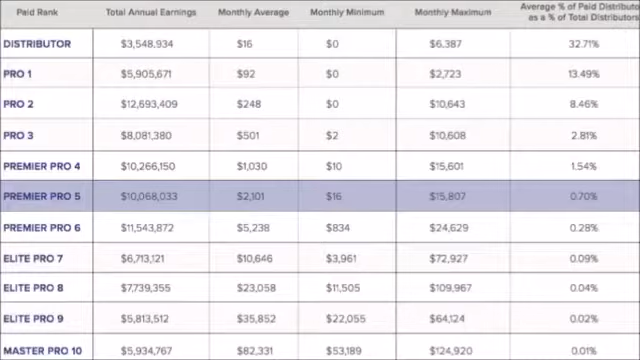 Paid Rank Total Annual Earnings Monthly Average Monthly Minimum Monthly Maximum Average % of Paid Distributo
as a % of Total Distributors
DISTRIBUTOR $3,548,934 $16 $0 $6,387 32.71%
PRO 1 $5,905,671 $92 $0 $2,723 13.49%
PRO 2 $12,693,409 $248 $0 $10,643 8.46%
PRO 3 $8,081,380 $501 $2 $10,608 2.81%
PREMIER PRO 4 $10,266,150 $1,030 $10 $15,601 1.54%
PREMIER PRO 5 $10,068,033 $2,101 $16 $15,807 0.70%
PREMIER PRO 6 $11,543,872 $5,238 $834 $24,629 0.28%
ELITE PRO 7 $6,713,121 $10,646 $3,961 $72,927 0.09%
ELITE PRO 8 $7,739,355 $23,058 $11,505 $109,967 0.04%
ELITE PRO 9 $5,813,512 $35,852 $22,055 $64,124 0.02%
MASTER PRO 10 $5,934,767 $82,331 $53,189 $124,920 0.01%